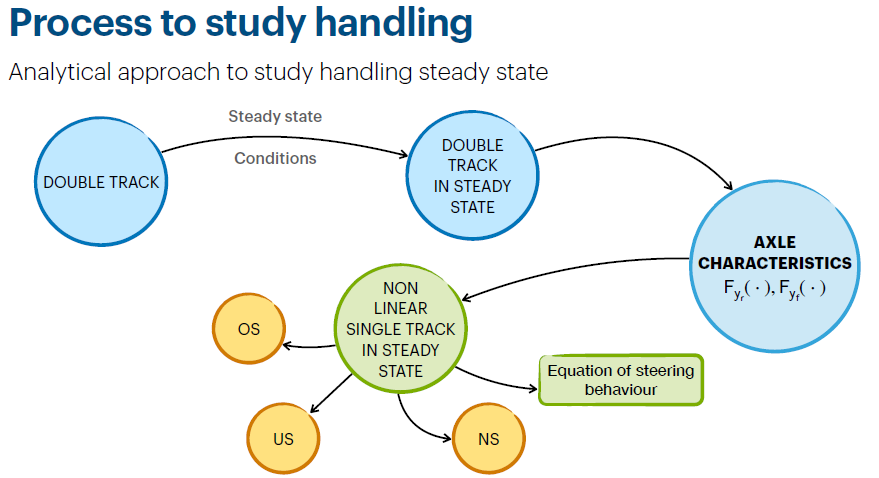 Process to study handling
Analytical approach to study handling steady state
Steady state
Conditions
DOUBLE TRACK
DOUBLE
TRACK
IN STEADY
STATE
AXLE
CHARACTERISTICS
F_{y_r}( · ), F_{y_f}( · )
NON
LINEAR
SINGLE TRACK
IN STEADY
STATE
OS
US
NS
Equation of steering
behaviour